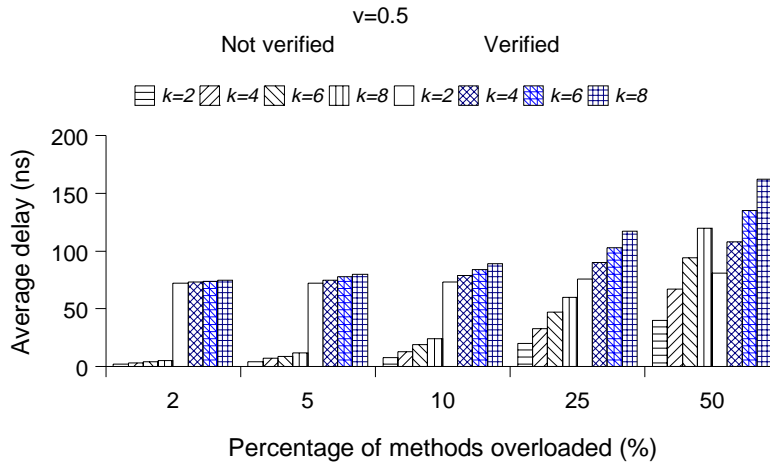 v=0.5
Not verified Verified
k=2 k=4 k=6 k=8 k=2 k=4 k=6 k=8
Average delay (ns)
200
150
100
50
0
2 5 10 25 50
Percentage of methods overloaded (%)